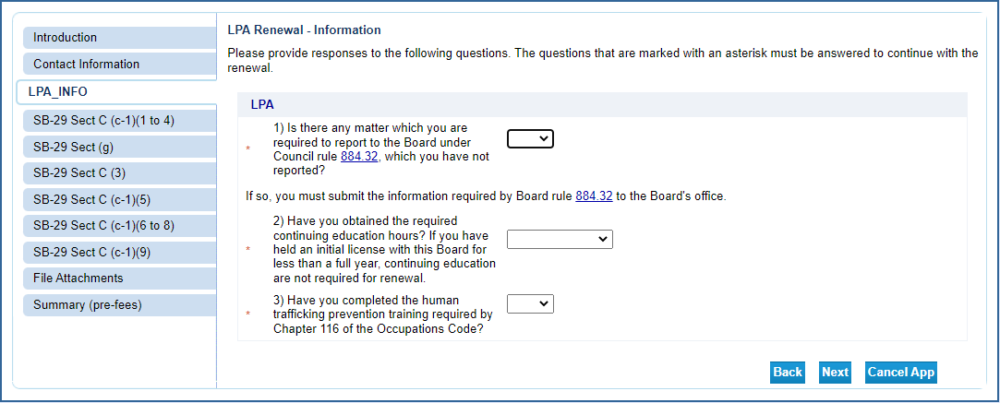 Introduction
Contact Information
LPA_INFO
SB-29 Sect C (c-1)(1 to 4)
SB-29 Sect (g)
SB-29 Sect C (3)
SB-29 Sect C (c-1)(5)
SB-29 Sect C (c-1)(6 to 8)
SB-29 Sect C (c-1)(9)
File Attachments
Summary (pre-fees)
LPA Renewal - Information
Please provide responses to the following questions. The questions that are marked with an asterisk must be answered to continue with the
renewal.
LPA
1) Is there any matter which you are
* required to report to the Board under
Council rule 884.32, which you have not
reported?
If so, you must submit the information required by Board rule 884.32 to the Board's office.
2) Have you obtained the required
continuing education hours? If you have
* held an initial license with this Board for
less than a full year, continuing education
are not required for renewal.
3) Have you completed the human
* trafficking prevention training required by
Chapter 116 of the Occupations Code?
Back Next Cancel App